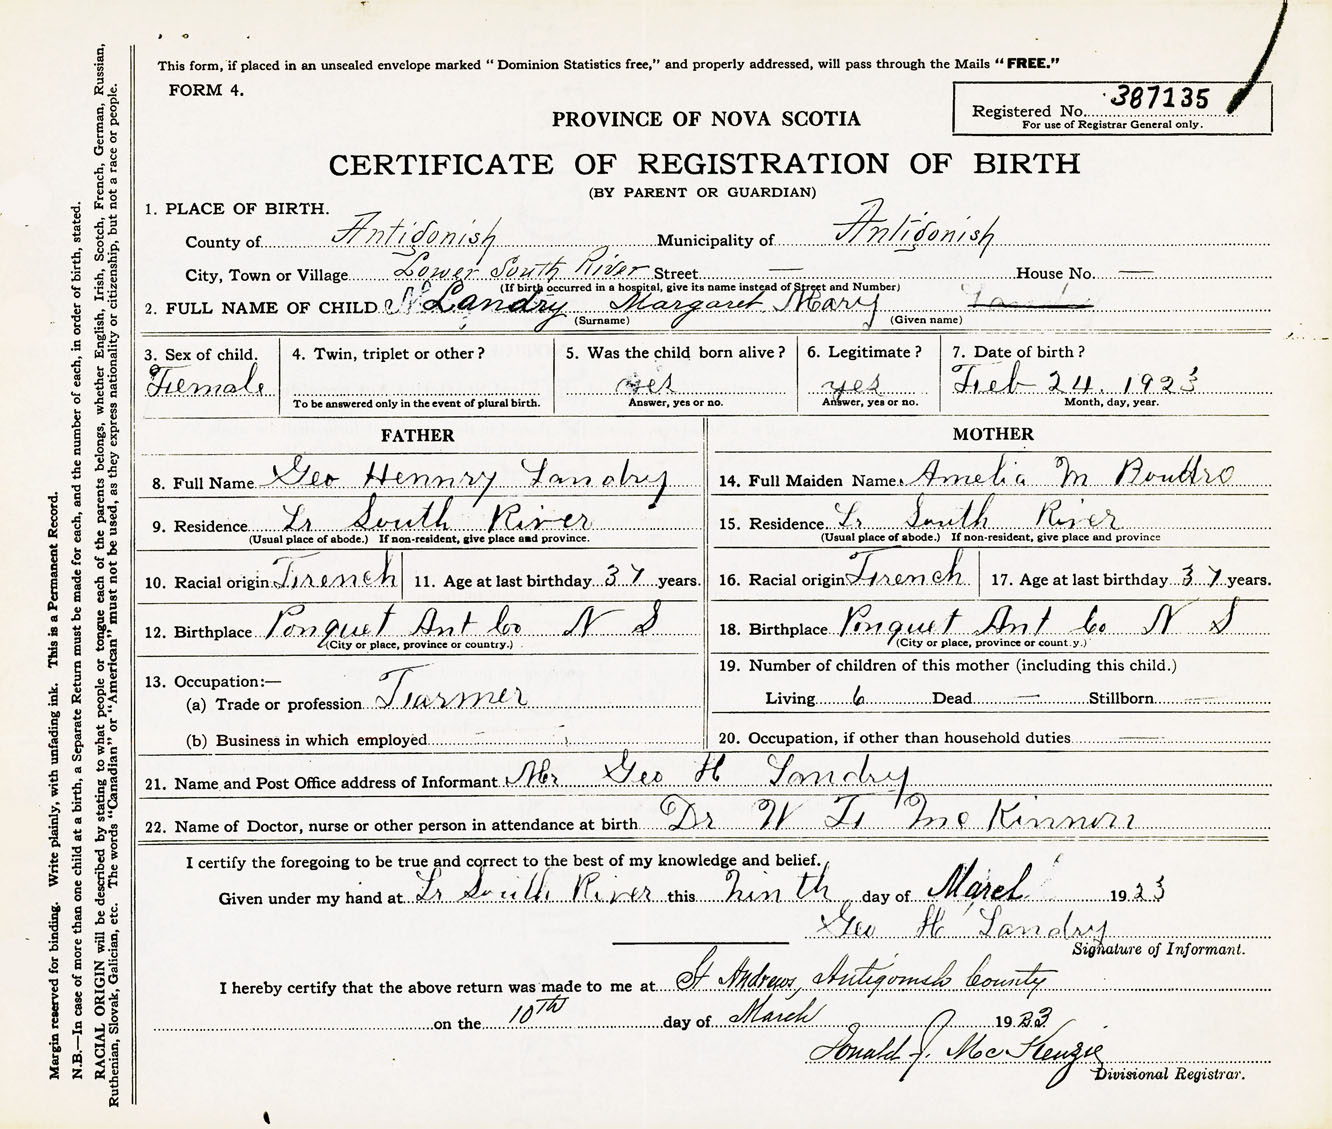 This form, if placed in an unsealed envelope marked " Dominion Statistics free," and properly addressed, will pass through the Mails "FREE."
FORM 4.
Registered No. 387135
For use of Registrar General only.
PROVINCE OF NOVA SCOTIA
CERTIFICATE OF REGISTRATION OF BIRTH
(BY PARENT OR GUARDIAN)
1. PLACE OF BIRTH.
County of Antigonish Municipality of Antigonish
City, Town or Village Lower South River Street — House No. —
(If birth occurred in a hospital, give its name instead of Street and Number)
2. FULL NAME OF CHILD Landry Margaret Mary
(Surname) (Given name)
3. Sex of child. 4. Twin, triplet or other? 5. Was the child born alive? 6. Legitimate? 7. Date of birth?
Female yes yes Feb 24. 1923
To be answered only in the event of plural birth. Answer, yes or no. Answer, yes or no. Month, day, year.
FATHER
8. Full Name Geo Hennry Landry
9. Residence Lr South River
(Usual place of abode.) If non-resident, give place and province.
10. Racial origin French 11. Age at last birthday 37 years.
12. Birthplace Ponquet Ant Co N S
(City or place, province or country.)
13. Occupation:—
(a) Trade or profession Farmer
(b) Business in which employed
MOTHER
14. Full Maiden Name. Amelia M Bouttro
15. Residence. Lr South River
(Usual place of abode.) If non-resident, give place and province
16. Racial origin French 17. Age at last birthday 37 years.
18. Birthplace Ponquet Ant Co N S
(City or place, province or country.)
19. Number of children of this mother (including this child.)
Living 6 Dead — Stillborn —
20. Occupation, if other than household duties —
21. Name and Post Office address of Informant Mr Geo H Landry
22. Name of Doctor, nurse or other person in attendance at birth Dr W F McKinnon
I certify the foregoing to be true and correct to the best of my knowledge and belief.
Given under my hand at Lr South River this Ninth day of March 1923
Geo H Landry
Signature of Informant.
I hereby certify that the above return was made to me at St Andrews, Antigonish County
on the 10th day of March 1923
Donald J. McKenzie
Divisional Registrar.
Margin reserved for binding. Write plainly, with unfading ink. This is a Permanent Record.
N.B.—In case of more than one child at a birth, a Separate Return must be made for each, and the number of each, in order of birth, stated.
RACIAL ORIGIN will be described by stating to what people or tongue each of the parents belongs, whether English, Irish, Scotch, French, German, Russian,
Ruthenian, Slovak, Galician, etc. The words "Canadian" or "American" must not be used, as they express nationality or citizenship, but not a race or people.